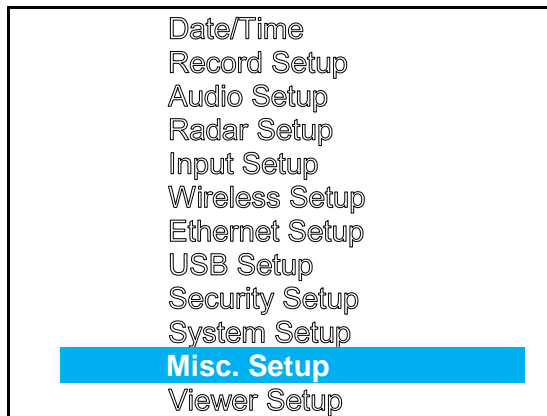 Date/Time
Record Setup
Audio Setup
Radar Setup
Input Setup
Wireless Setup
Ethernet Setup
USB Setup
Security Setup
System Setup
Misc. Setup
Viewer Setup